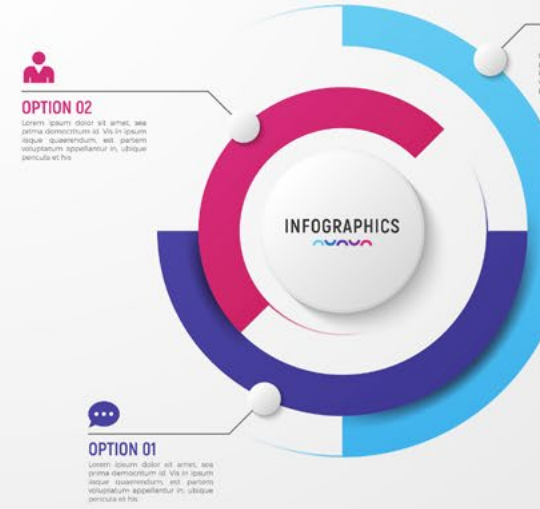 OPTION 02
Lorem ipsum dolor sit amet, sea
prima democritum id. Vis in ipsum
iisque quaerendum, est partem
voluptatum appellantur in, ubique
pericula et his
INFOGRAPHICS
OPTION 01
Lorem ipsum dolor sit amet, sea
prima democritum id. Vis in ipsum
iisque quaerendum, est partem
voluptatum appellantur in, ubique
pericula et his